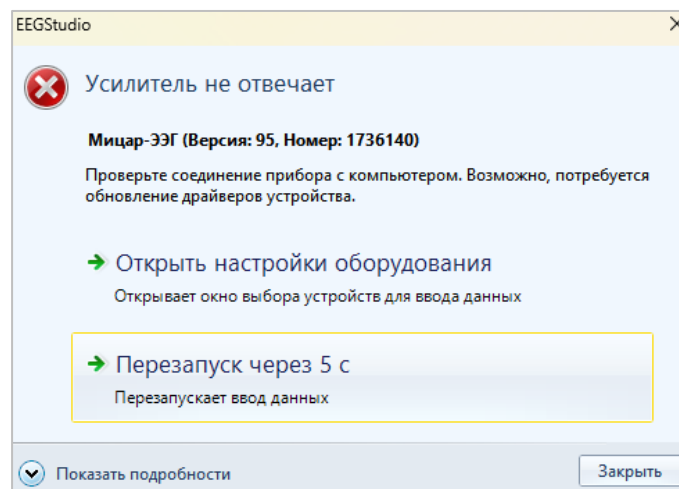 EEGStudio
Усилитель не отвечает
Мицар-ЭЭГ (Версия: 95, Номер: 1736140)
Проверьте соединение прибора с компьютером. Возможно, потребуется
обновление драйверов устройства.
Открыть настройки оборудования
Открывает окно выбора устройств для ввода данных
Перезапуск через 5 с
Перезапускает ввод данных
Показать подробности
Закрыть